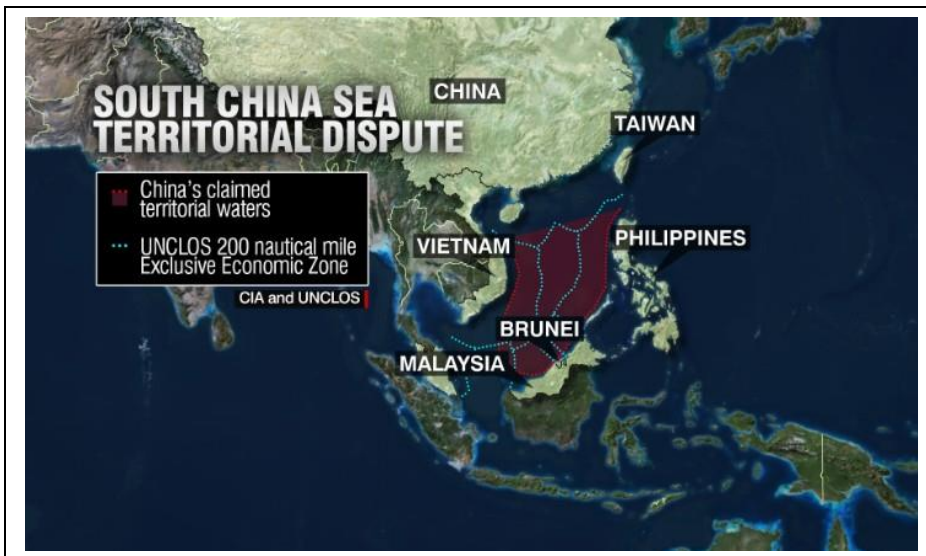 SOUTH CHINA SEA
TERRITORIAL DISPUTE
China's claimed
territorial waters
UNCLOS 200 nautical mile
Exclusive Economic Zone
CIA and UNCLOS
CHINA
TAIWAN
VIETNAM
PHILIPPINES
BRUNEI
MALAYSIA